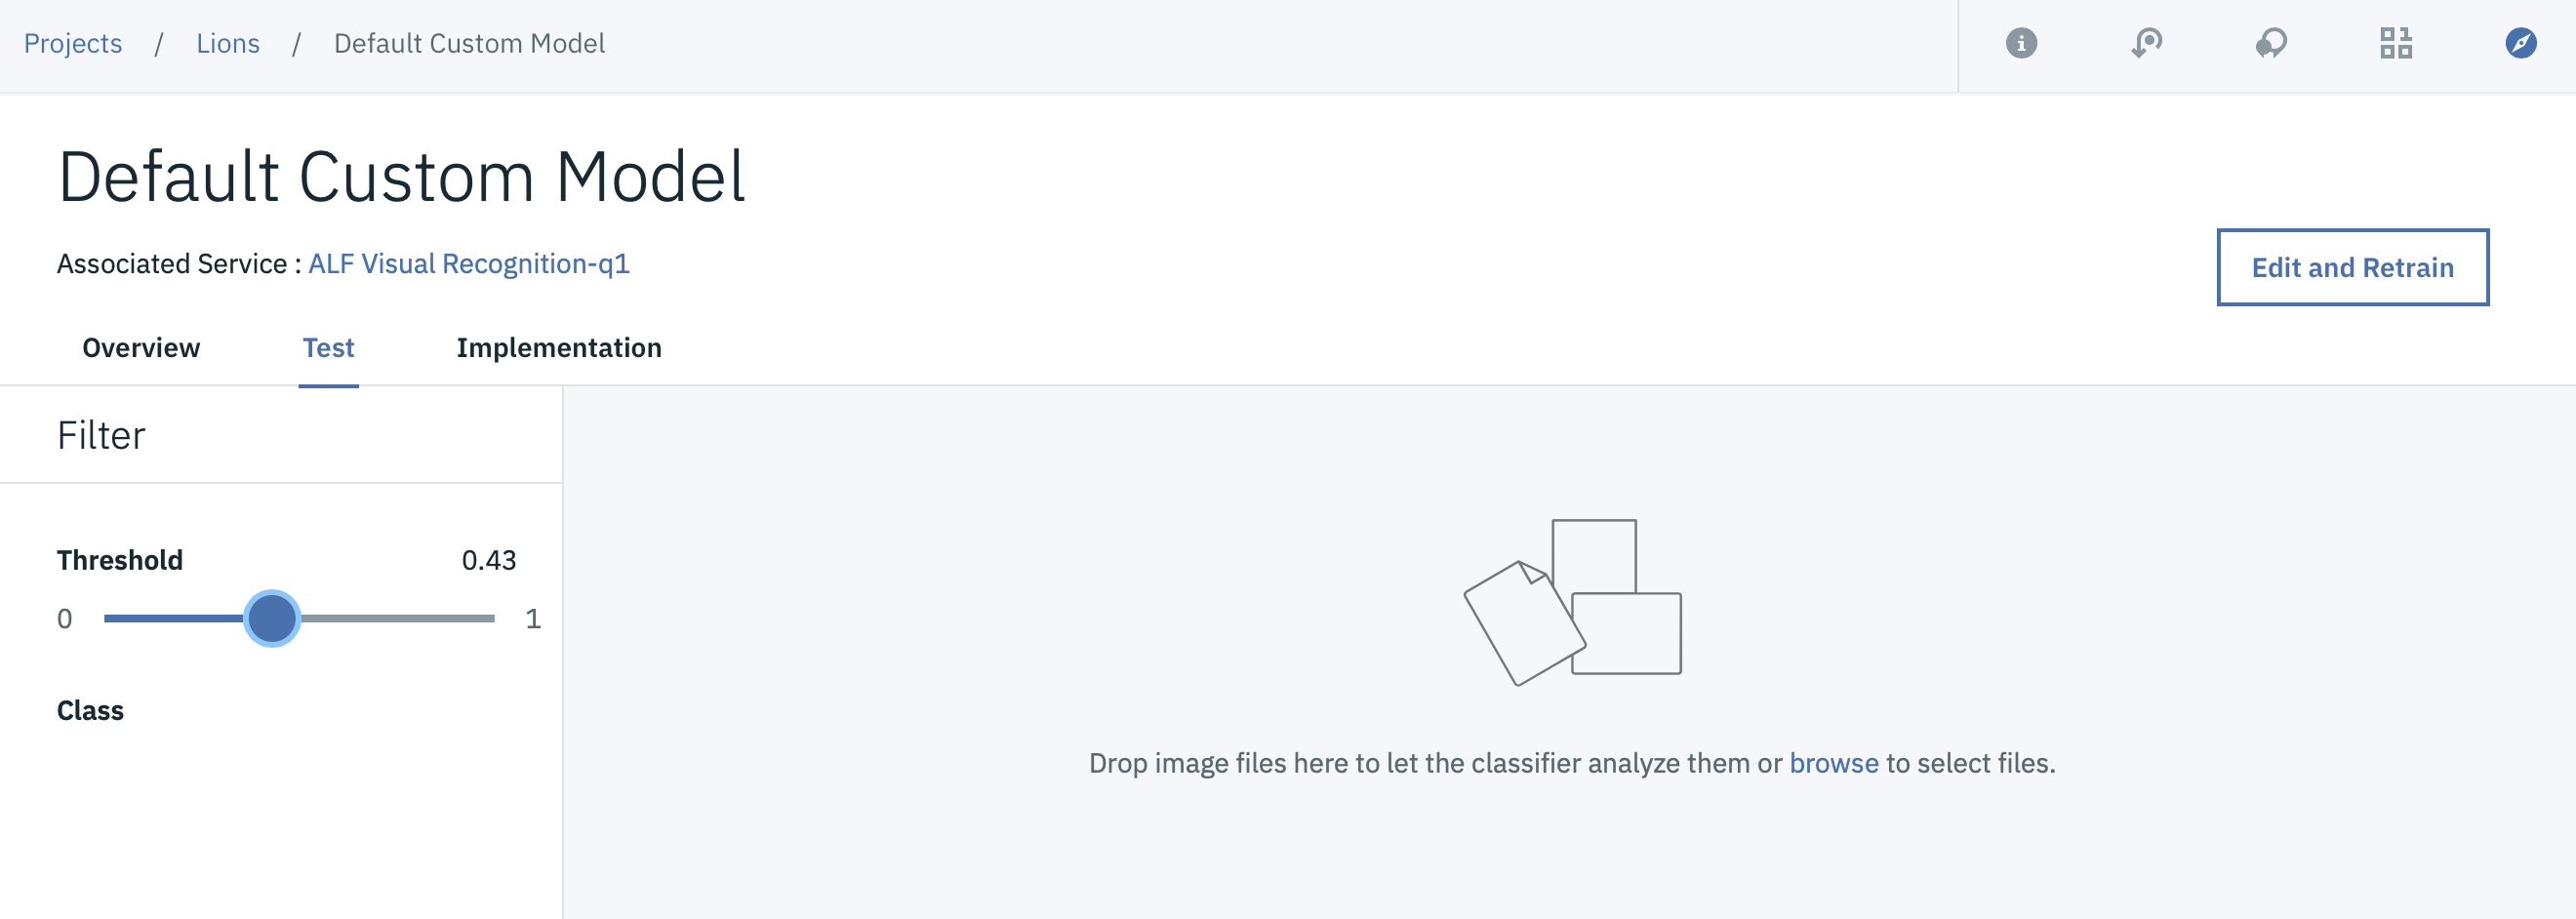 Projects / Lions / Default Custom Model
Default Custom Model
Associated Service : ALF Visual Recognition-q1
Edit and Retrain
Overview Test Implementation
Filter
Threshold 0.43
0 1
Class
Drop image files here to let the classifier analyze them or browse to select files.